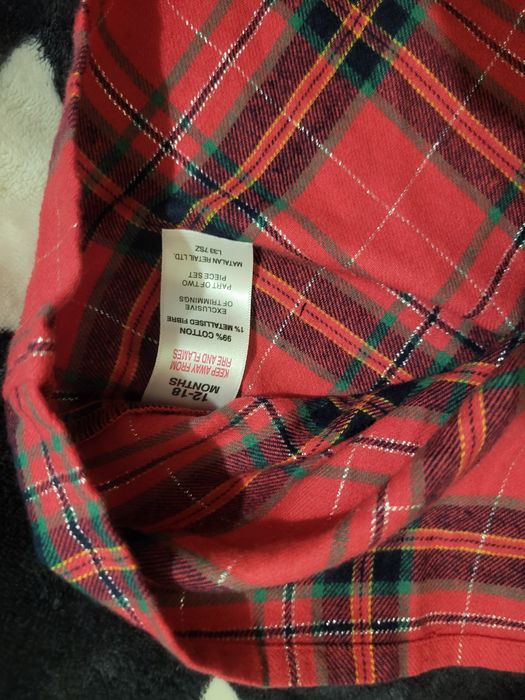 12-18
MONTHS
KEEP AWAY FROM
FIRE AND FLAMES
99% COTTON
1% METALLISED FIBRE
EXCLUSIVE
OF TRIMMINGS
PART OF TWO
PIECE SET
MATALAN RETAIL LTD.
L33 7SZ